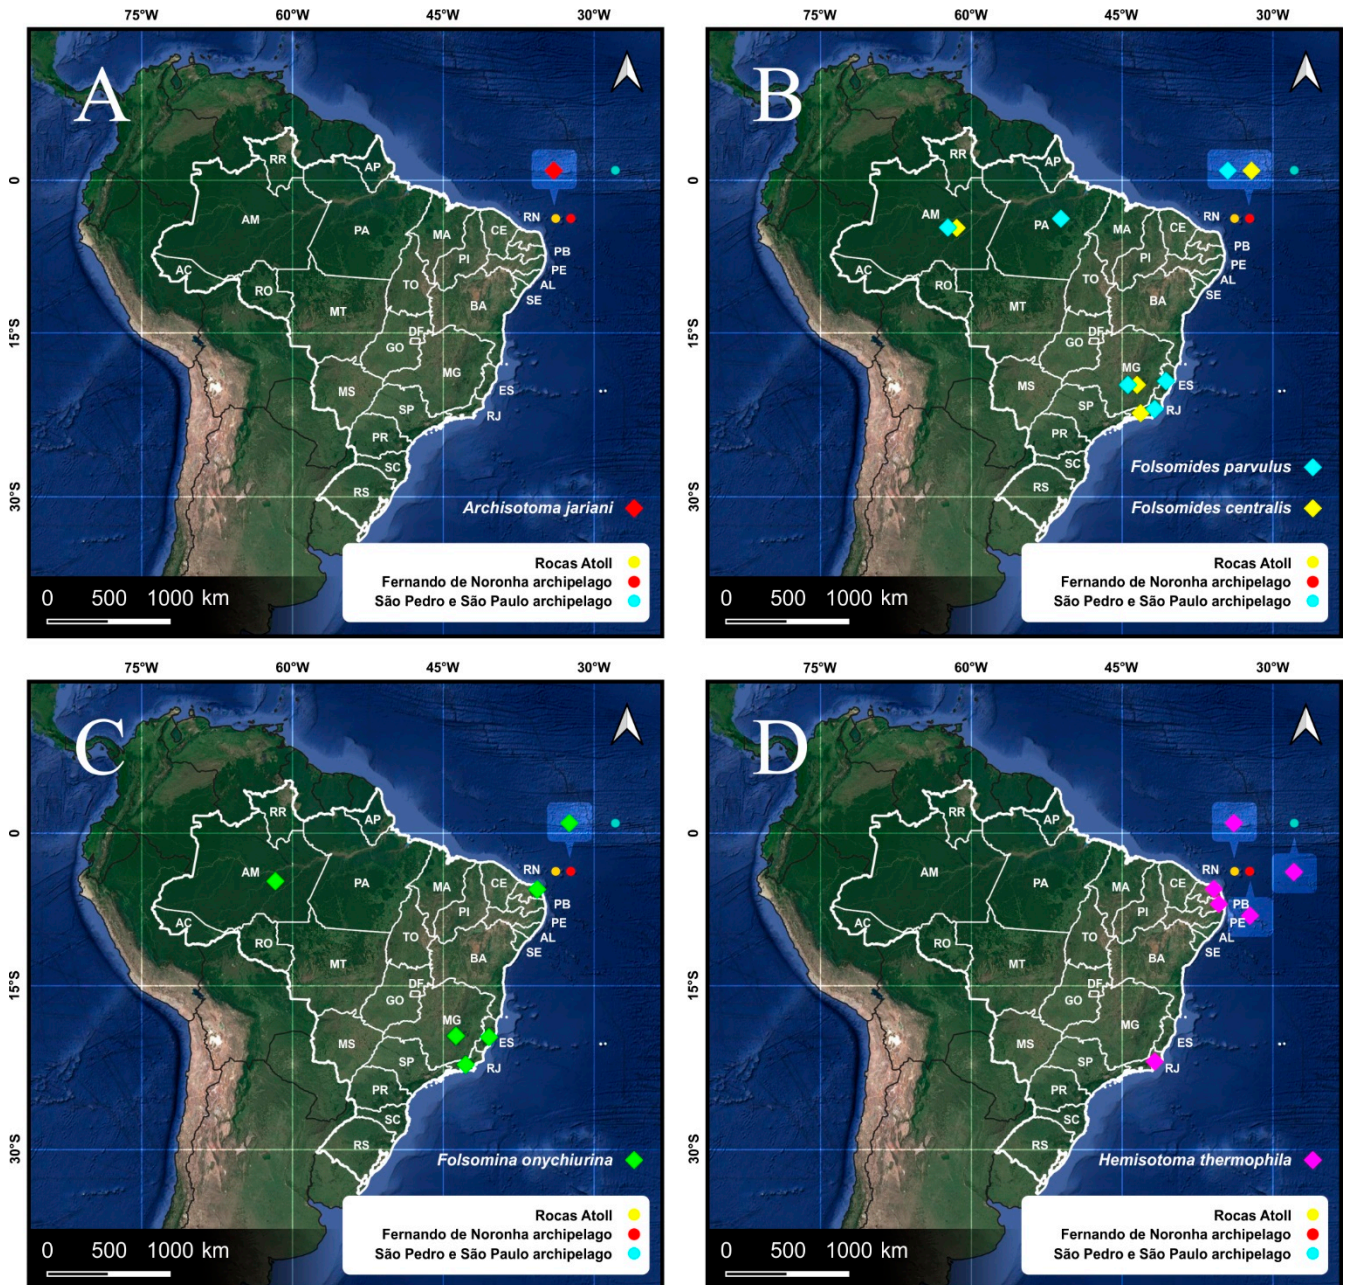 75°W 60°W 45°W 30°W
A
RR
AP
0
AM
PA
MA
CE
RN
PB
PI
PE
AC
AL
RO
TO
SE
BA
MT
15°S
DF
GO
MG
MS
ES
SP
RJ
PR
SC
RS
30°S
Archisotoma jariani
Rocas Atoll
Fernando de Noronha archipelago
São Pedro e São Paulo archipelago
0 500 1000 km
75°W 60°W 45°W 30°W
B
RR
AP
0
AM
PA
MA
CE
RN
PB
PI
PE
AC
AL
RO
TO
SE
BA
MT
15°S
DF
GO
MG
MS
ES
SP
RJ
PR
SC
RS
30°S
Folsomides parvulus
Folsomides centralis
Rocas Atoll
Fernando de Noronha archipelago
São Pedro e São Paulo archipelago
0 500 1000 km
75°W 60°W 45°W 30°W
C
RR
AP
0
AM
PA
MA
CE
RN
PB
PI
PE
AC
AL
RO
TO
SE
BA
MT
15°S
DF
GO
MG
MS
ES
SP
RJ
PR
SC
RS
30°S
Folsomina onychiurina
Rocas Atoll
Fernando de Noronha archipelago
São Pedro e São Paulo archipelago
0 500 1000 km
75°W 60°W 45°W 30°W
D
RR
AP
0
AM
PA
MA
CE
RN
PB
PI
PE
AC
AL
RO
TO
SE
BA
MT
15°S
DF
GO
MG
MS
ES
SP
RJ
PR
SC
RS
30°S
Hemisotoma thermophila
Rocas Atoll
Fernando de Noronha archipelago
São Pedro e São Paulo archipelago
0 500 1000 km